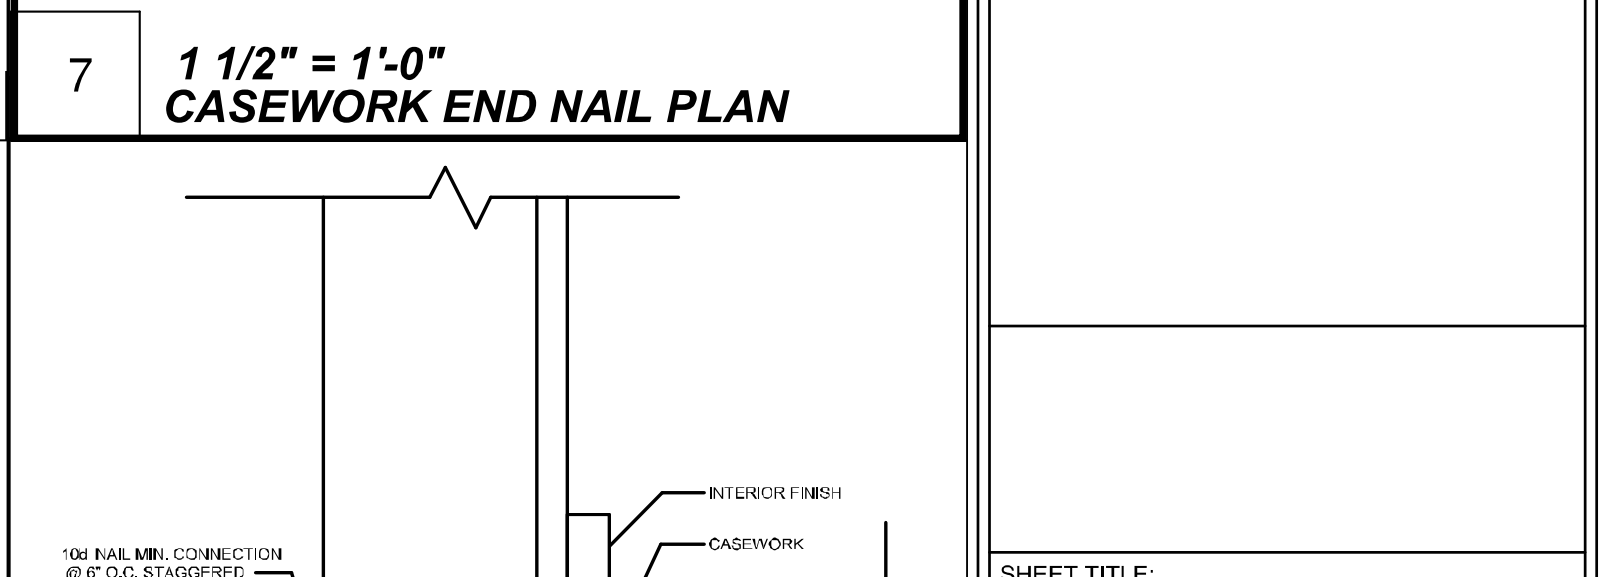 7
1 1/2" = 1'-0"
CASEWORK END NAIL PLAN
INTERIOR FINISH
CASEWORK
10d NAIL MIN. CONNECTION
@ 6" O.C. STAGGERED
SHEET TITLE: